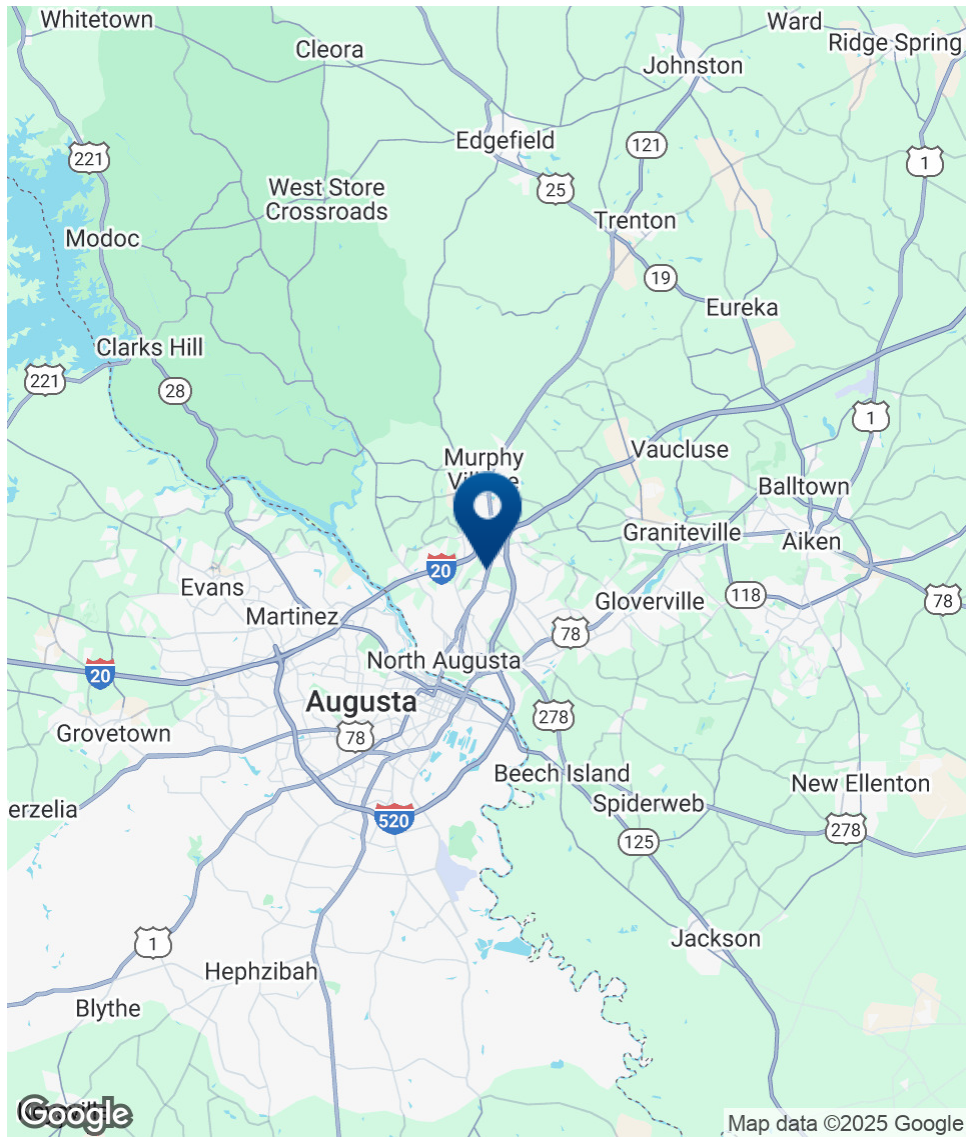 Whitetown
Ward
Cleora
Ridge Spring
Johnston
Edgefield
121
221
1
25
West Store
Crossroads
Trenton
Modoc
19
Eureka
Clarks Hill
221
28
1
Murphy
Vaucluse
Balltown
Graniteville
Aiken
20
Evans
118
78
Gloverville
Martinez
78
North Augusta
20
Augusta
278
Grovetown
78
Beech Island
New Ellenton
Spiderweb
erzelia
520
278
125
Jackson
1
Hephzibah
Blythe
Google
Map data ©2025 Google